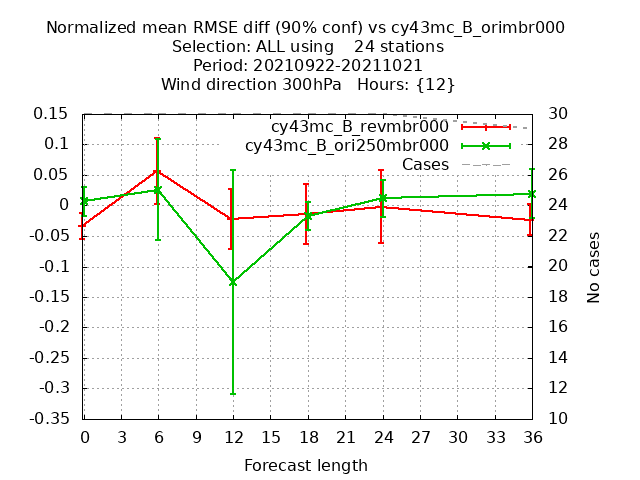 Normalized mean RMSE diff (90% conf) vs cy43mc_B_orimbr000
Selection: ALL using    24 stations
Period: 20210922-20211021
Wind direction 300hPa   Hours: {12}
cy43mc_B_revmbr000
cy43mc_B_ori250mbr000
Cases
0.15
0.1
0.05
0
-0.05
-0.1
-0.15
-0.2
-0.25
-0.3
-0.35
30
28
26
24
22
20
18
16
14
12
10
No cases
0 3 6 9 12 15 18 21 24 27 30 33 36
Forecast length